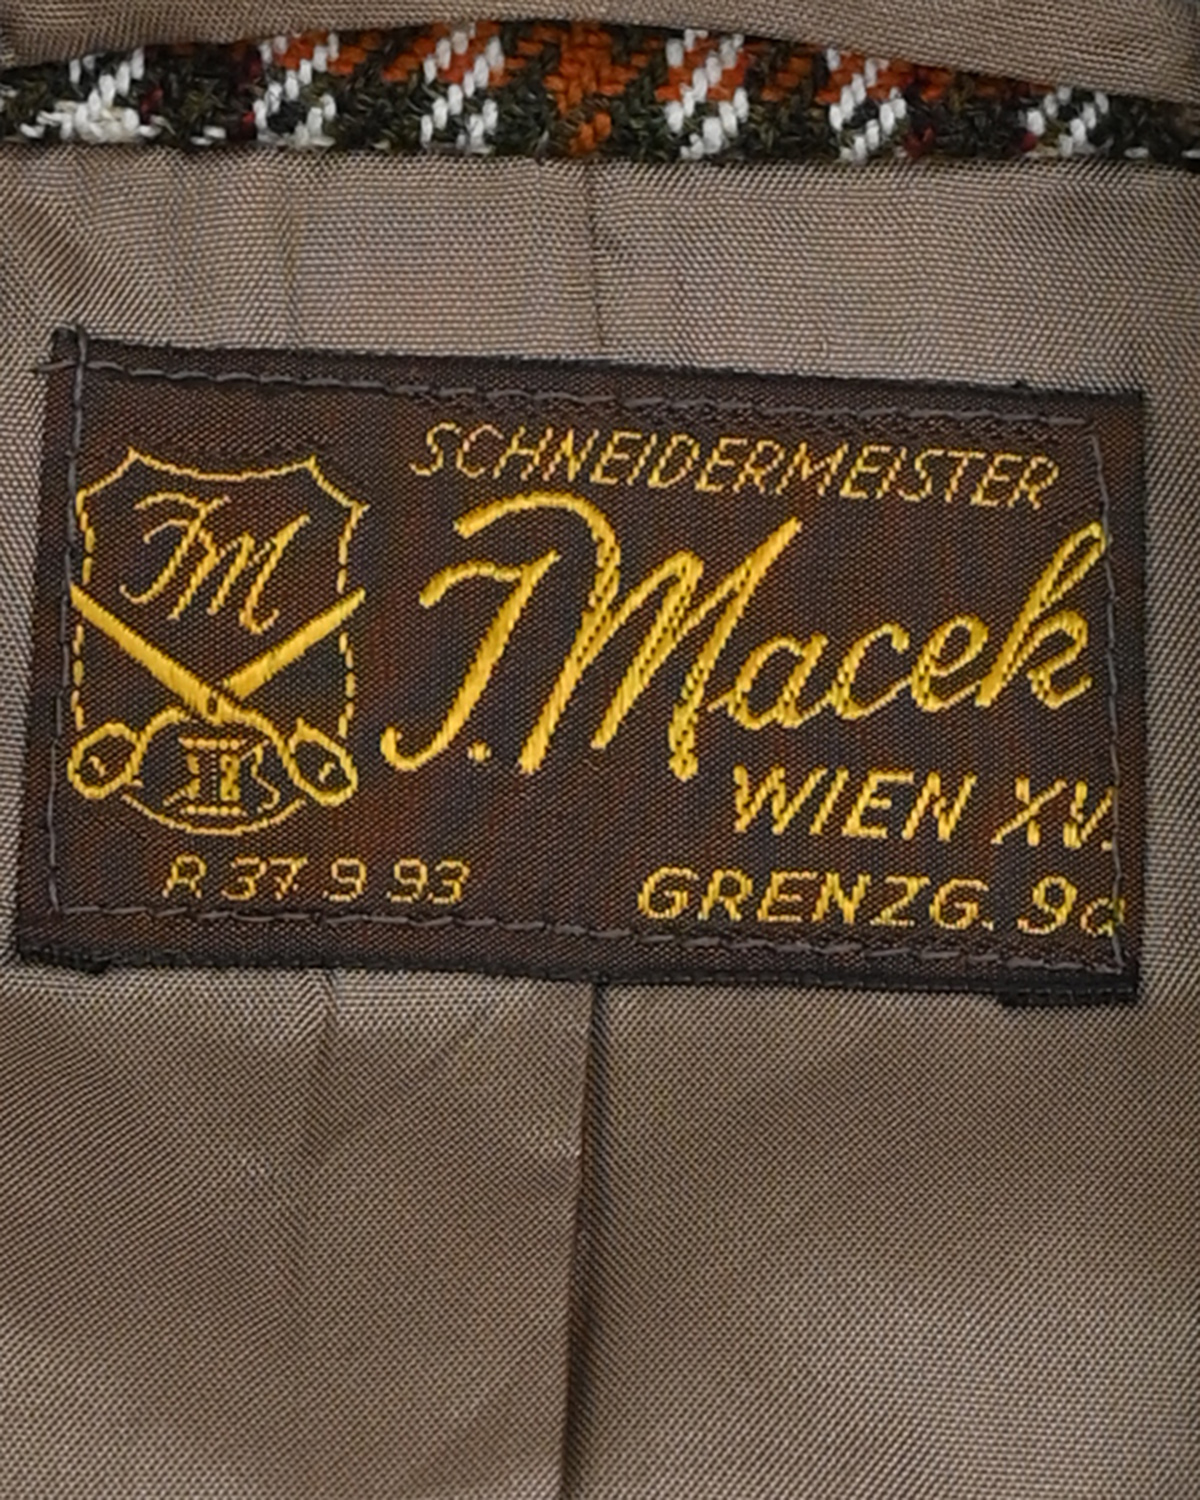 SCHNEIDERMEISTER
JM
J. Macek
WIEN XV.
R 37 9 93
GRENZG. 9a